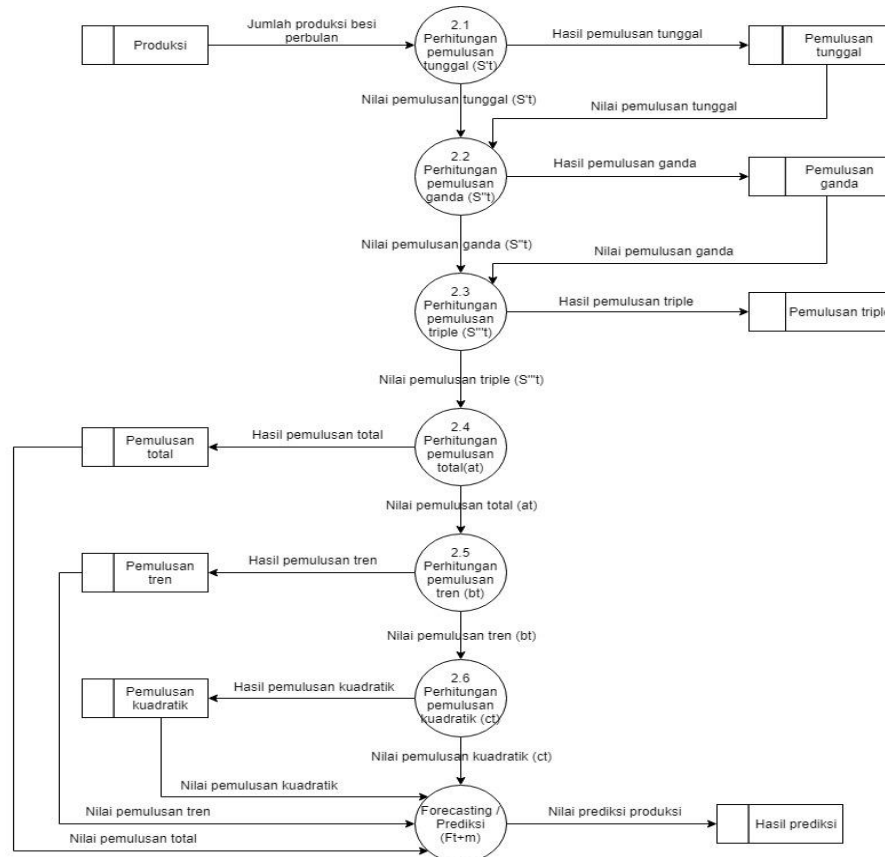 Produksi
Jumlah produksi besi
perbulan
2.1
Perhitungan
pemulusan
tunggal (S't)
Hasil pemulusan tunggal
Pemulusan
tunggal
Nilai pemulusan tunggal (S't)
Nilai pemulusan tunggal
2.2
Perhitungan
pemulusan
ganda (S"t)
Hasil pemulusan ganda
Pemulusan
ganda
Nilai pemulusan ganda (S"t)
Nilai pemulusan ganda
2.3
Perhitungan
pemulusan
triple (S"'t)
Hasil pemulusan triple
Pemulusan triple
Nilai pemulusan triple (S"'t)
Pemulusan
total
Hasil pemulusan total
2.4
Perhitungan
pemulusan
total(at)
Nilai pemulusan total (at)
Pemulusan
tren
Hasil pemulusan tren
2.5
Perhitungan
pemulusan
tren (bt)
Nilai pemulusan tren (bt)
Pemulusan
kuadratik
Hasil pemulusan kuadratik
2.6
Perhitungan
pemulusan
kuadratik (ct)
Nilai pemulusan kuadratik (ct)
Nilai pemulusan kuadratik
Nilai pemulusan tren
Nilai pemulusan total
Forecasting /
Prediksi
(Ft+m)
Nilai prediksi produksi
Hasil prediksi